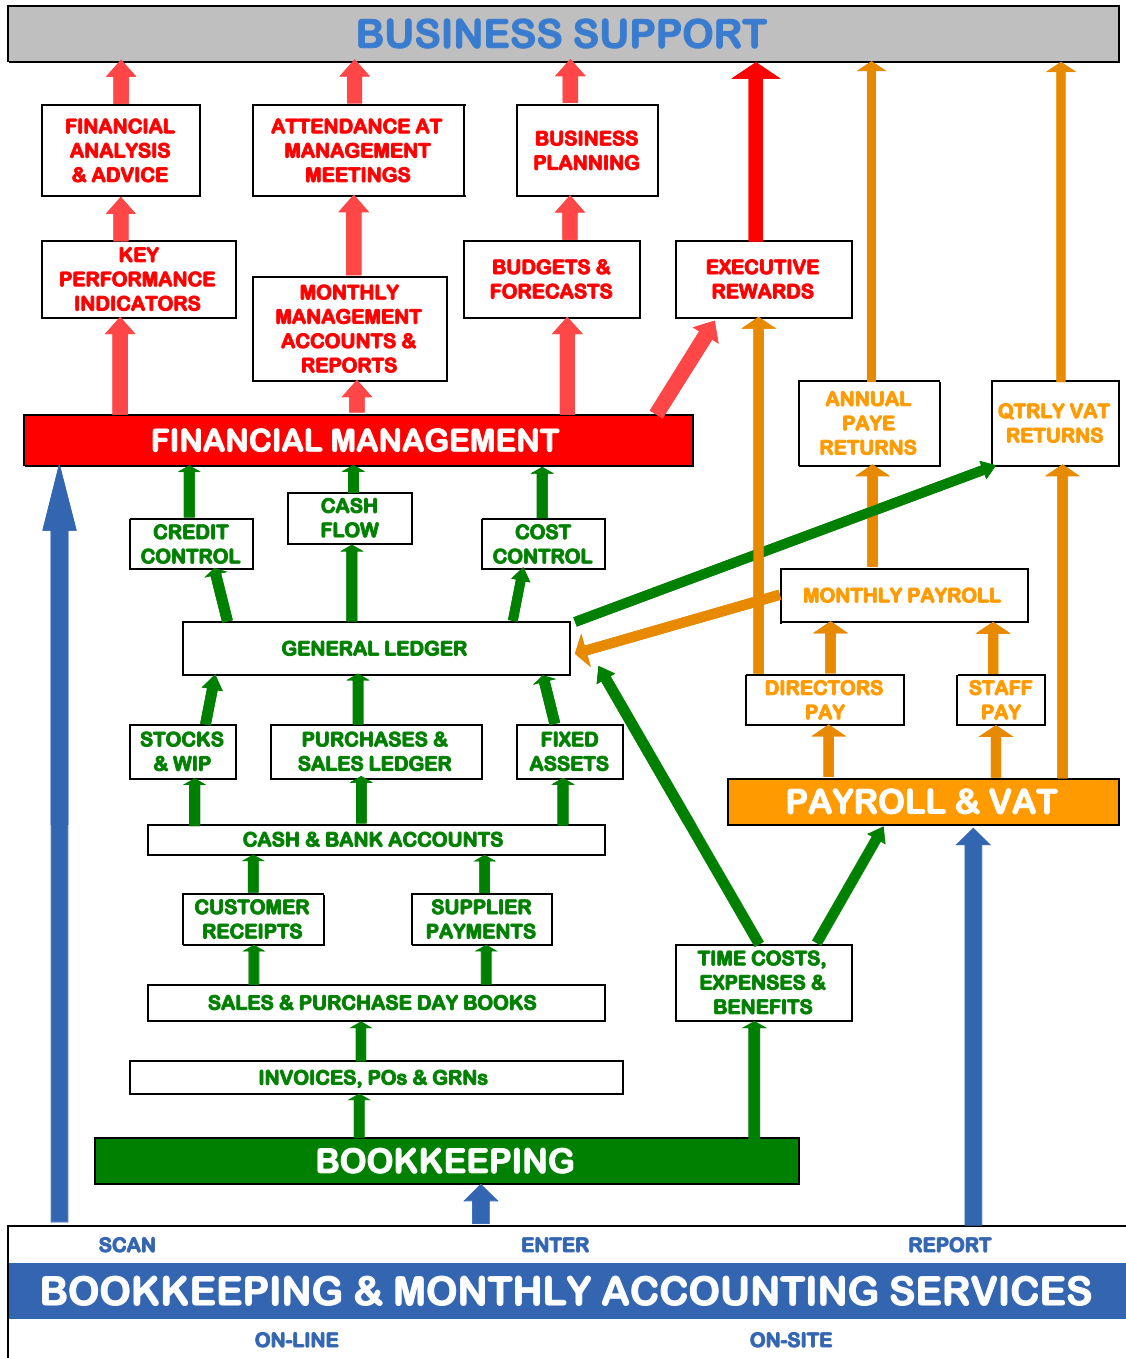 BUSINESS SUPPORT
FINANCIAL
ANALYSIS
& ADVICE
ATTENDANCE AT
MANAGEMENT
MEETINGS
BUSINESS
PLANNING
KEY
PERFORMANCE
INDICATORS
MONTHLY
MANAGEMENT
ACCOUNTS &
REPORTS
BUDGETS &
FORECASTS
EXECUTIVE
REWARDS
ANNUAL
PAYE
RETURNS
QTRLY VAT
RETURNS
FINANCIAL MANAGEMENT
CREDIT
CONTROL
CASH
FLOW
COST
CONTROL
MONTHLY PAYROLL
GENERAL LEDGER
DIRECTORS
PAY
STAFF
PAY
STOCKS
& WIP
PURCHASES &
SALES LEDGER
FIXED
ASSETS
PAYROLL & VAT
CASH & BANK ACCOUNTS
CUSTOMER
RECEIPTS
SUPPLIER
PAYMENTS
TIME COSTS,
EXPENSES &
BENEFITS
SALES & PURCHASE DAY BOOKS
INVOICES, POs & GRNs
BOOKKEEPING
SCAN
ENTER
REPORT
BOOKKEEPING & MONTHLY ACCOUNTING SERVICES
ON-LINE
ON-SITE